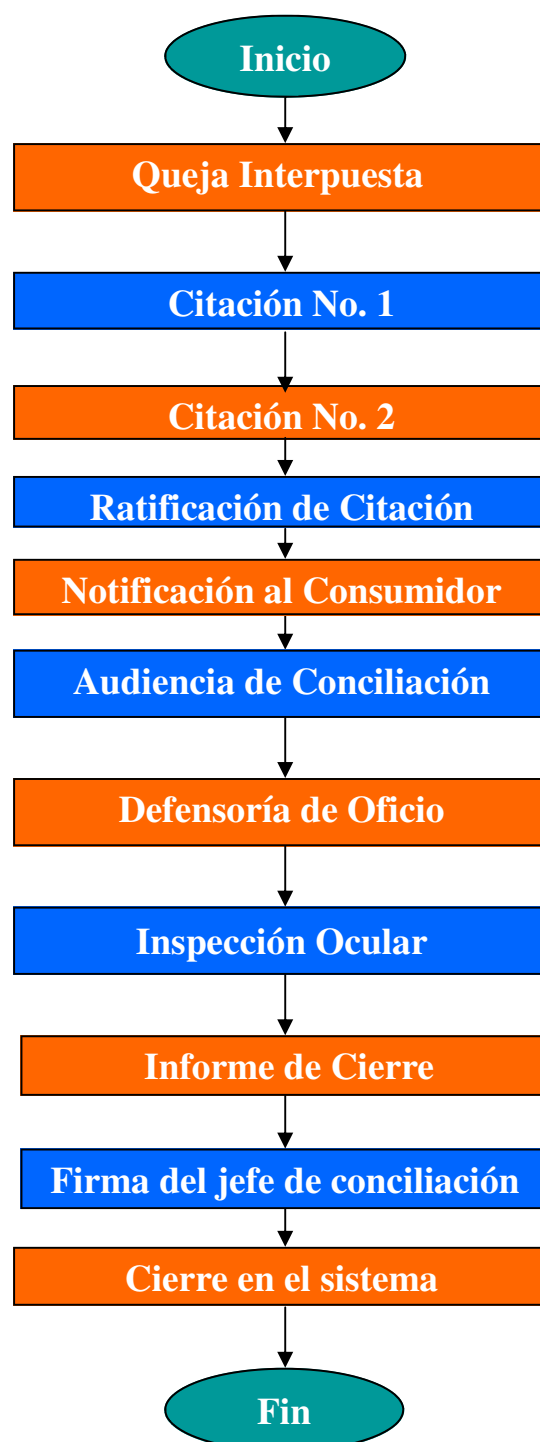 Inicio
Queja Interpuesta
Citación No. 1
Citación No. 2
Ratificación de Citación
Notificación al Consumidor
Audiencia de Conciliación
Defensoría de Oficio
Inspección Ocular
Informe de Cierre
Firma del jefe de conciliación
Cierre en el sistema
Fin